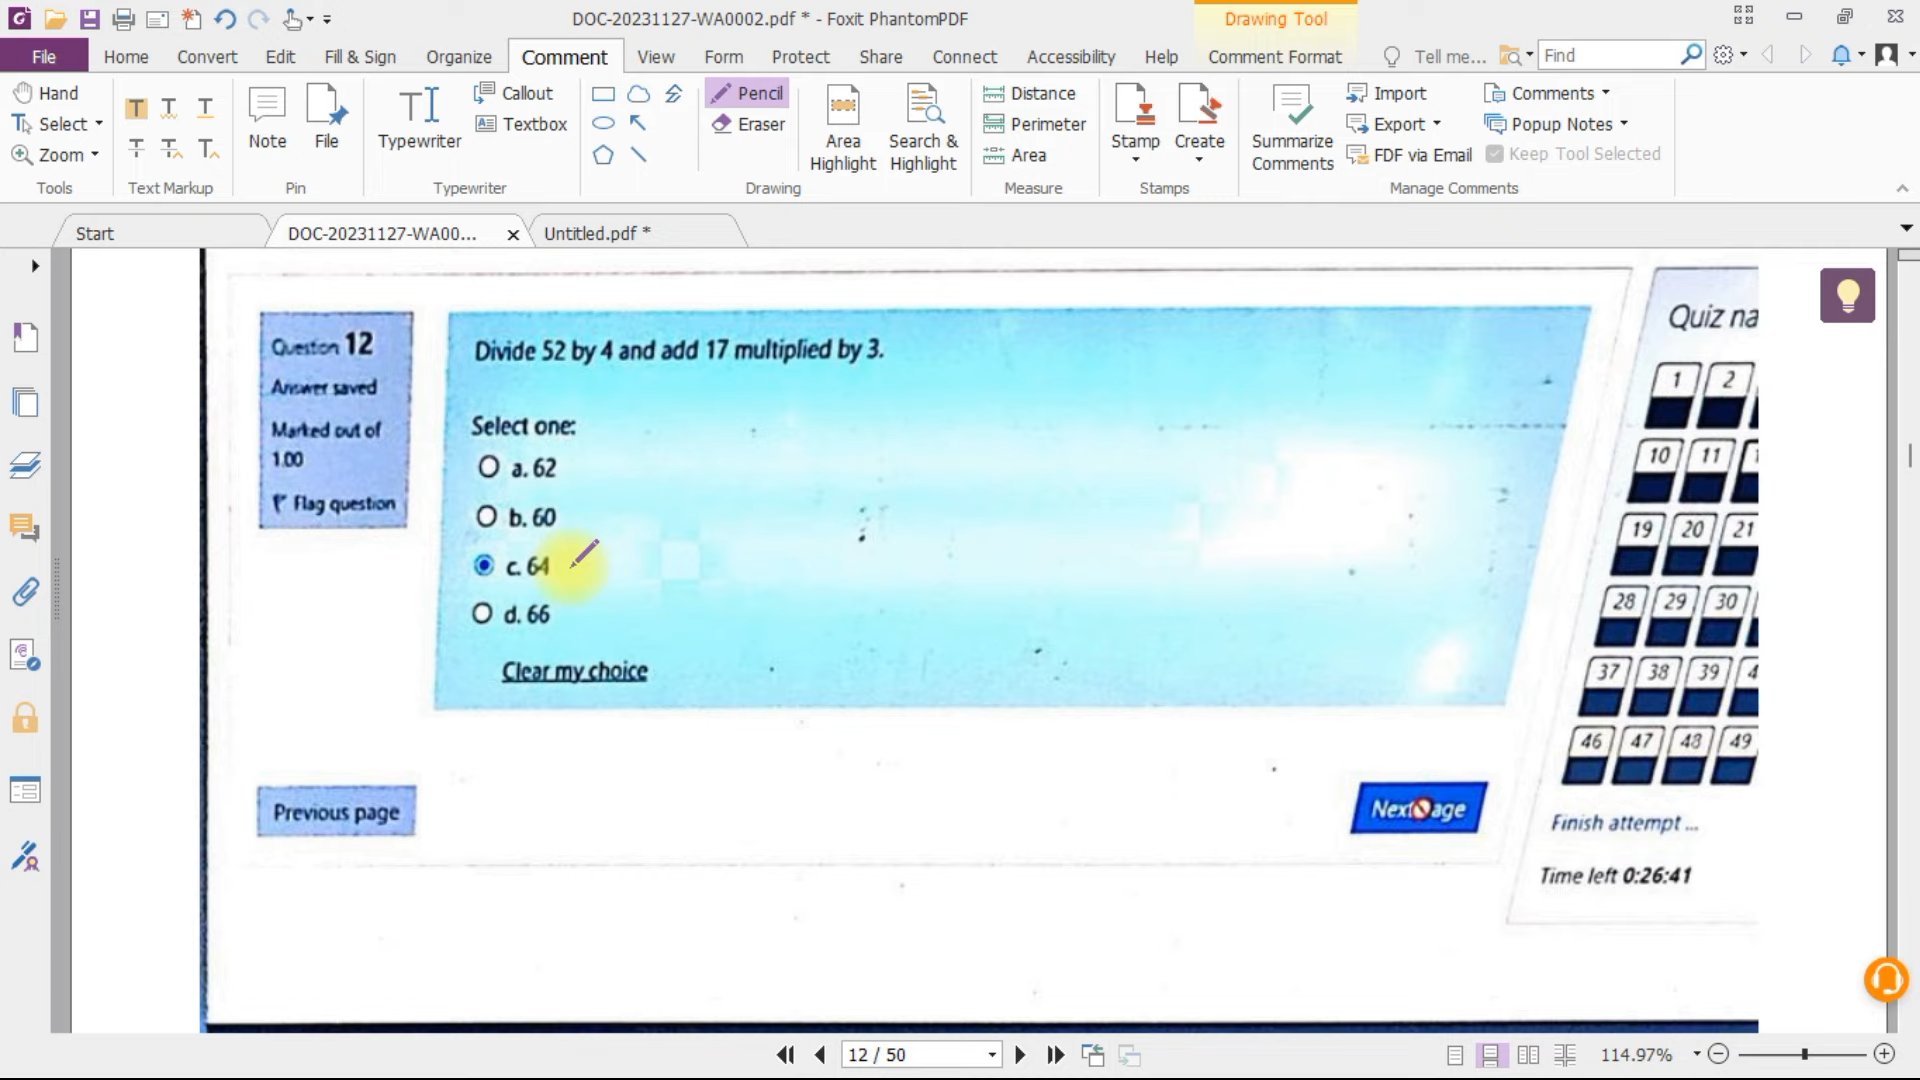 DOC-20231127-WA0002.pdf * - Foxit PhantomPDF
Drawing Tool
File
Home
Convert
Edit
Fill & Sign
Organize
Comment
View
Form
Protect
Share
Connect
Accessibility
Help
Comment Format
Tell me...
Find
Hand
Select
Zoom
Tools
Text Markup
Note
File
Pin
Typewriter
Callout
Textbox
Typewriter
Pencil
Eraser
Area Highlight
Search & Highlight
Drawing
Distance
Perimeter
Area
Measure
Stamp
Create
Stamps
Summarize Comments
Import
Export
FDF via Email
Comments
Popup Notes
Keep Tool Selected
Manage Comments
Start
DOC-20231127-WA00...
Untitled.pdf *
Question 12
Answer saved
Marked out of
1.00
Flag question
Divide 52 by 4 and add 17 multiplied by 3.
Select one:
a. 62
b. 60
c. 64
d. 66
Clear my choice
Previous page
Quiz na
1 2
10 11
19 20 21
28 29 30
37 38 39 4
46 47 48 49
Finish attempt ...
Time left 0:26:41
12 / 50
114.97%